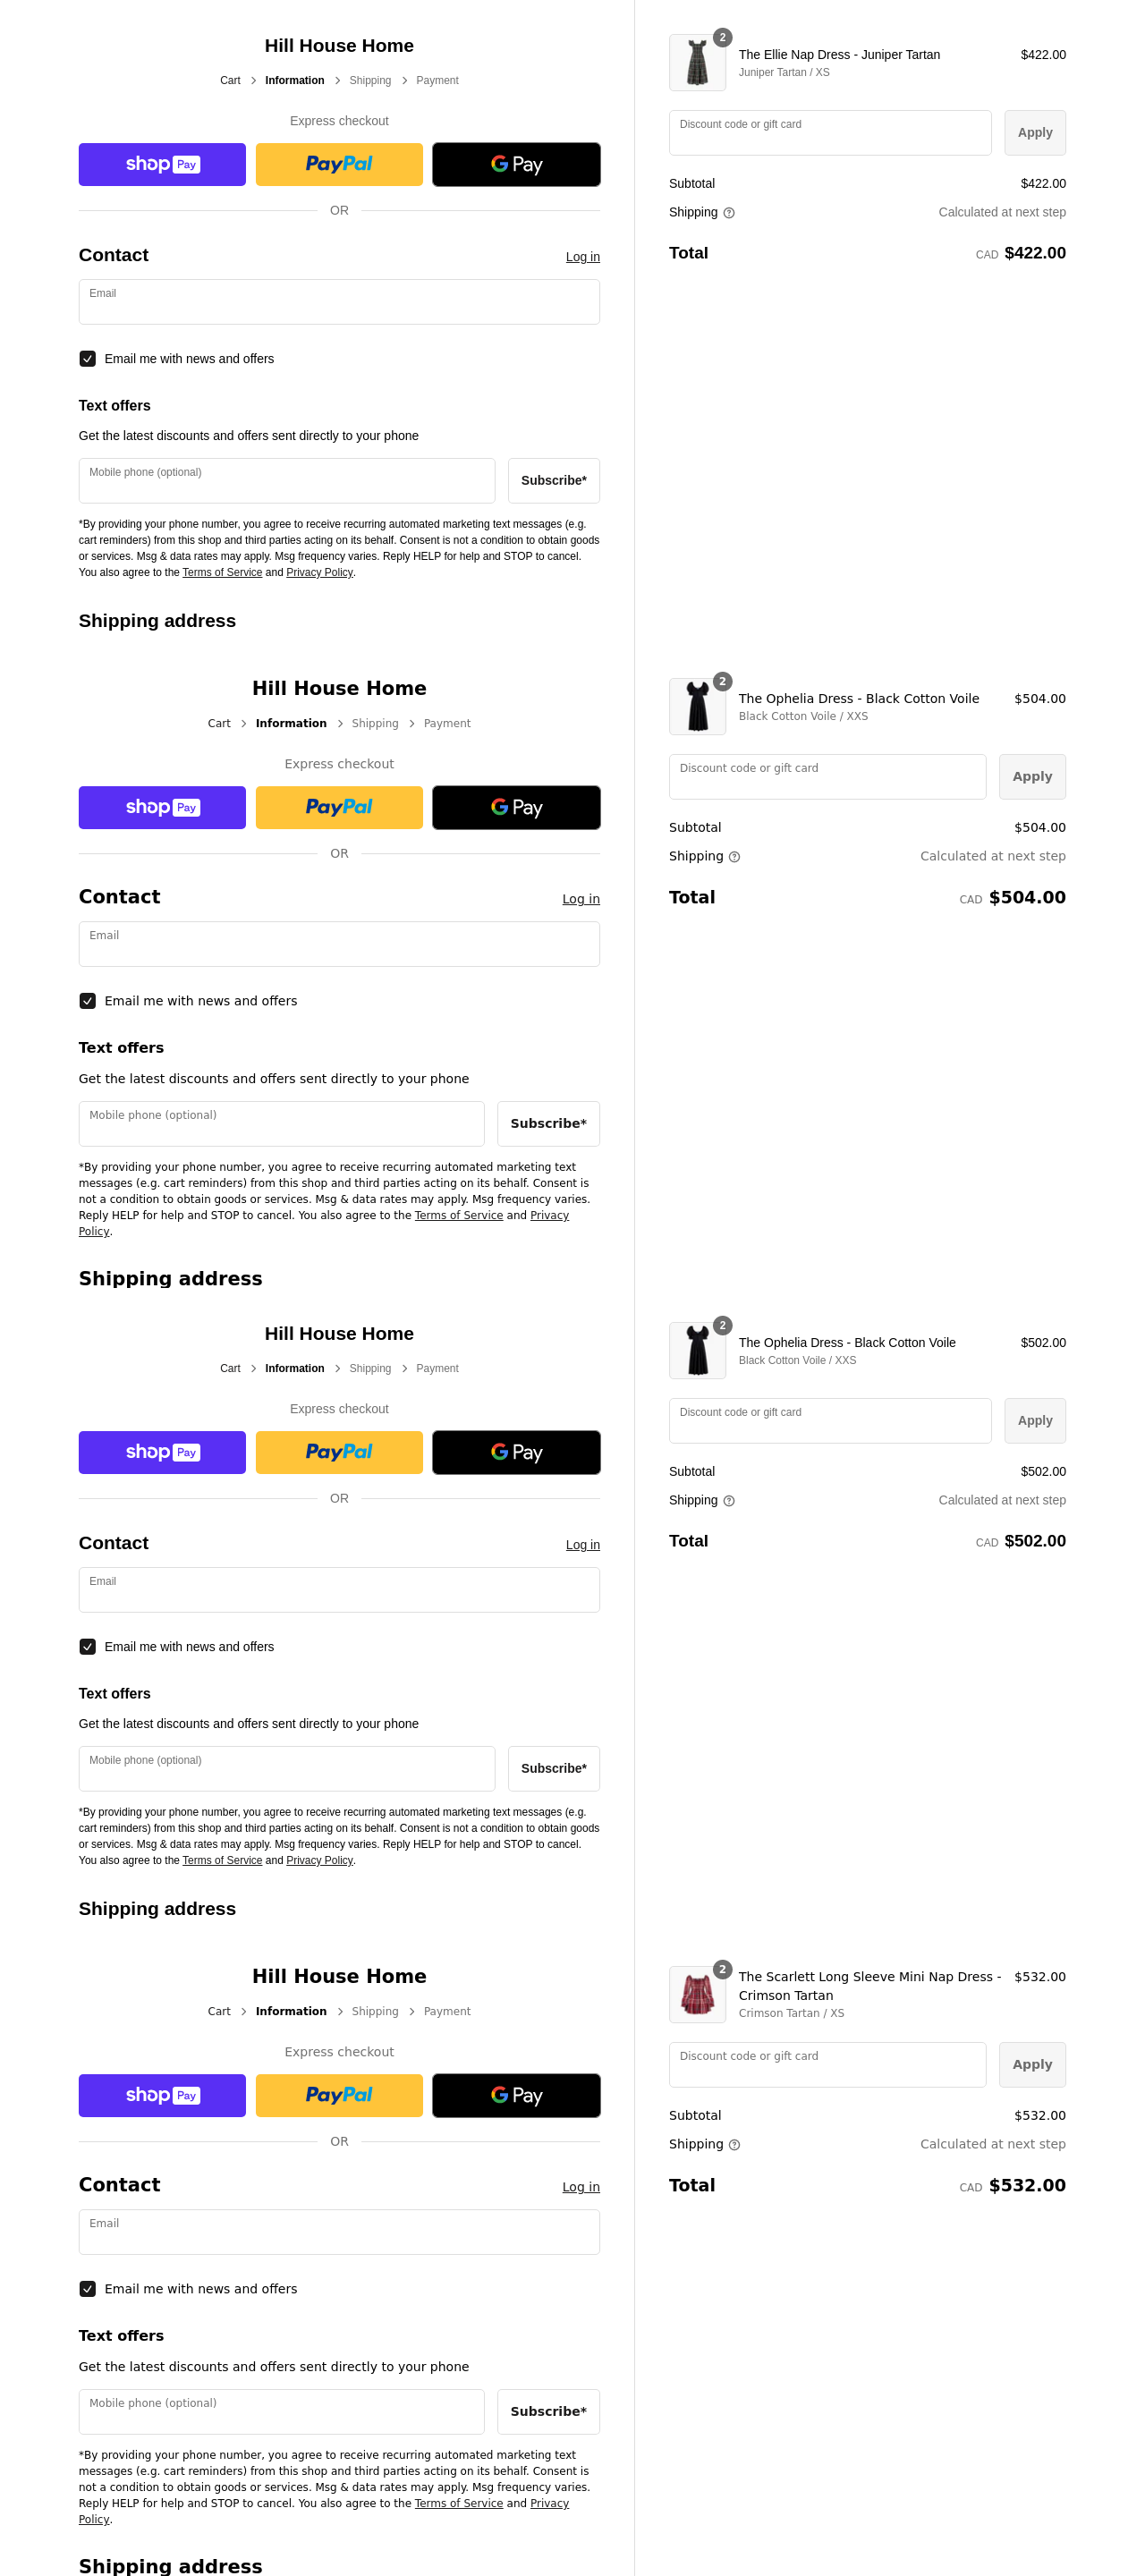 Hill House Home
Cart > Information > Shipping > Payment
Express checkout
shop Pay
PayPal
G Pay
OR
Contact
Log in
Email
Email me with news and offers
Text offers
Get the latest discounts and offers sent directly to your phone
Mobile phone (optional)
Subscribe*
*By providing your phone number, you agree to receive recurring automated marketing text messages (e.g.
cart reminders) from this shop and third parties acting on its behalf. Consent is not a condition to obtain goods
or services. Msg & data rates may apply. Msg frequency varies. Reply HELP for help and STOP to cancel.
You also agree to the Terms of Service and Privacy Policy.
Shipping address
2
The Ellie Nap Dress - Juniper Tartan
$422.00
Juniper Tartan / XS
Discount code or gift card
Apply
Subtotal
$422.00
Shipping
Calculated at next step
Total
CAD $422.00
Hill House Home
Cart > Information > Shipping > Payment
Express checkout
shop Pay
PayPal
G Pay
OR
Contact
Log in
Email
Email me with news and offers
Text offers
Get the latest discounts and offers sent directly to your phone
Mobile phone (optional)
Subscribe*
*By providing your phone number, you agree to receive recurring automated marketing text
messages (e.g. cart reminders) from this shop and third parties acting on its behalf. Consent is
not a condition to obtain goods or services. Msg & data rates may apply. Msg frequency varies.
Reply HELP for help and STOP to cancel. You also agree to the Terms of Service and Privacy
Policy.
Shipping address
2
The Ophelia Dress - Black Cotton Voile
$504.00
Black Cotton Voile / XXS
Discount code or gift card
Apply
Subtotal
$504.00
Shipping
Calculated at next step
Total
CAD $504.00
Hill House Home
Cart > Information > Shipping > Payment
Express checkout
shop Pay
PayPal
G Pay
OR
Contact
Log in
Email
Email me with news and offers
Text offers
Get the latest discounts and offers sent directly to your phone
Mobile phone (optional)
Subscribe*
*By providing your phone number, you agree to receive recurring automated marketing text messages (e.g.
cart reminders) from this shop and third parties acting on its behalf. Consent is not a condition to obtain goods
or services. Msg & data rates may apply. Msg frequency varies. Reply HELP for help and STOP to cancel.
You also agree to the Terms of Service and Privacy Policy.
Shipping address
2
The Ophelia Dress - Black Cotton Voile
$502.00
Black Cotton Voile / XXS
Discount code or gift card
Apply
Subtotal
$502.00
Shipping
Calculated at next step
Total
CAD $502.00
Hill House Home
Cart > Information > Shipping > Payment
Express checkout
shop Pay
PayPal
G Pay
OR
Contact
Log in
Email
Email me with news and offers
Text offers
Get the latest discounts and offers sent directly to your phone
Mobile phone (optional)
Subscribe*
*By providing your phone number, you agree to receive recurring automated marketing text
messages (e.g. cart reminders) from this shop and third parties acting on its behalf. Consent is
not a condition to obtain goods or services. Msg & data rates may apply. Msg frequency varies.
Reply HELP for help and STOP to cancel. You also agree to the Terms of Service and Privacy
Policy.
Shipping address
2
The Scarlett Long Sleeve Mini Nap Dress -
$532.00
Crimson Tartan
Crimson Tartan / XS
Discount code or gift card
Apply
Subtotal
$532.00
Shipping
Calculated at next step
Total
CAD $532.00